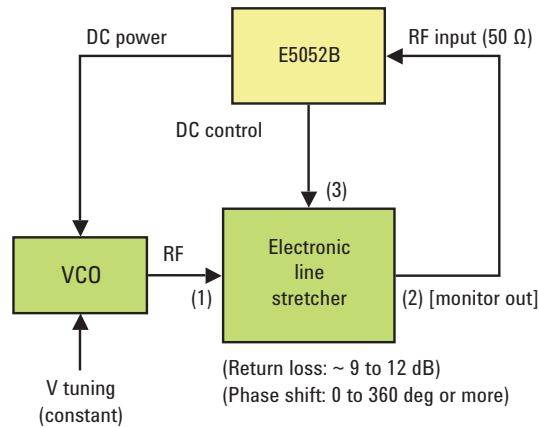 DC power
E5052B
RF input (50 Ω)
DC control
(3)
VCO
RF
(1)
Electronic
line
stretcher
(2) [monitor out]
V tuning
(constant)
(Return loss: ~ 9 to 12 dB)
(Phase shift: 0 to 360 deg or more)